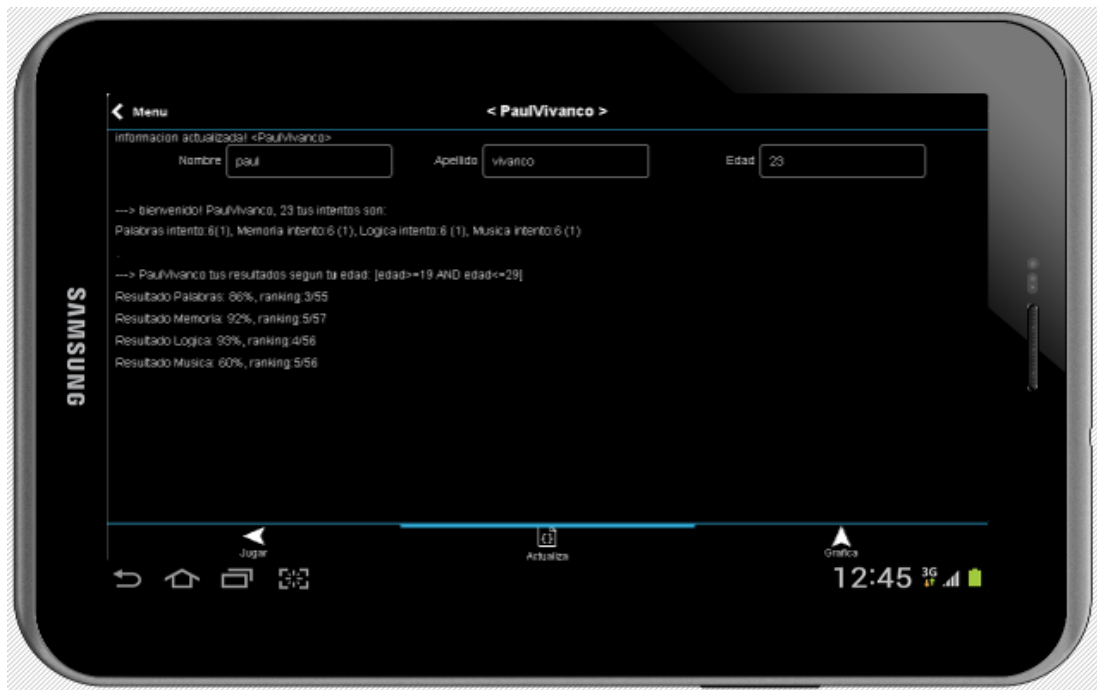 Menu
< PaulVivanco >
informacion actualizada! <PaulVivanco>
Nombre paul Apellido vivanco Edad 23
---> bienvenido! PaulVivanco, 23 tus intentos son:
Palabras intento:6(1), Memoria intento:6 (1), Logica intento:6 (1), Musica intento:6 (1)
.
---> PaulVivanco tus resultados segun tu edad: [edad>=19 AND edad<=29[
Resultado Palabras: 86%, ranking:3/55
Resultado Memoria: 92%, ranking:5/57
Resultado Logica: 93%, ranking:4/56
Resultado Musica: 60%, ranking:5/56
SAMSUNG
Jugar Actualiza Grafica
12:45 3G